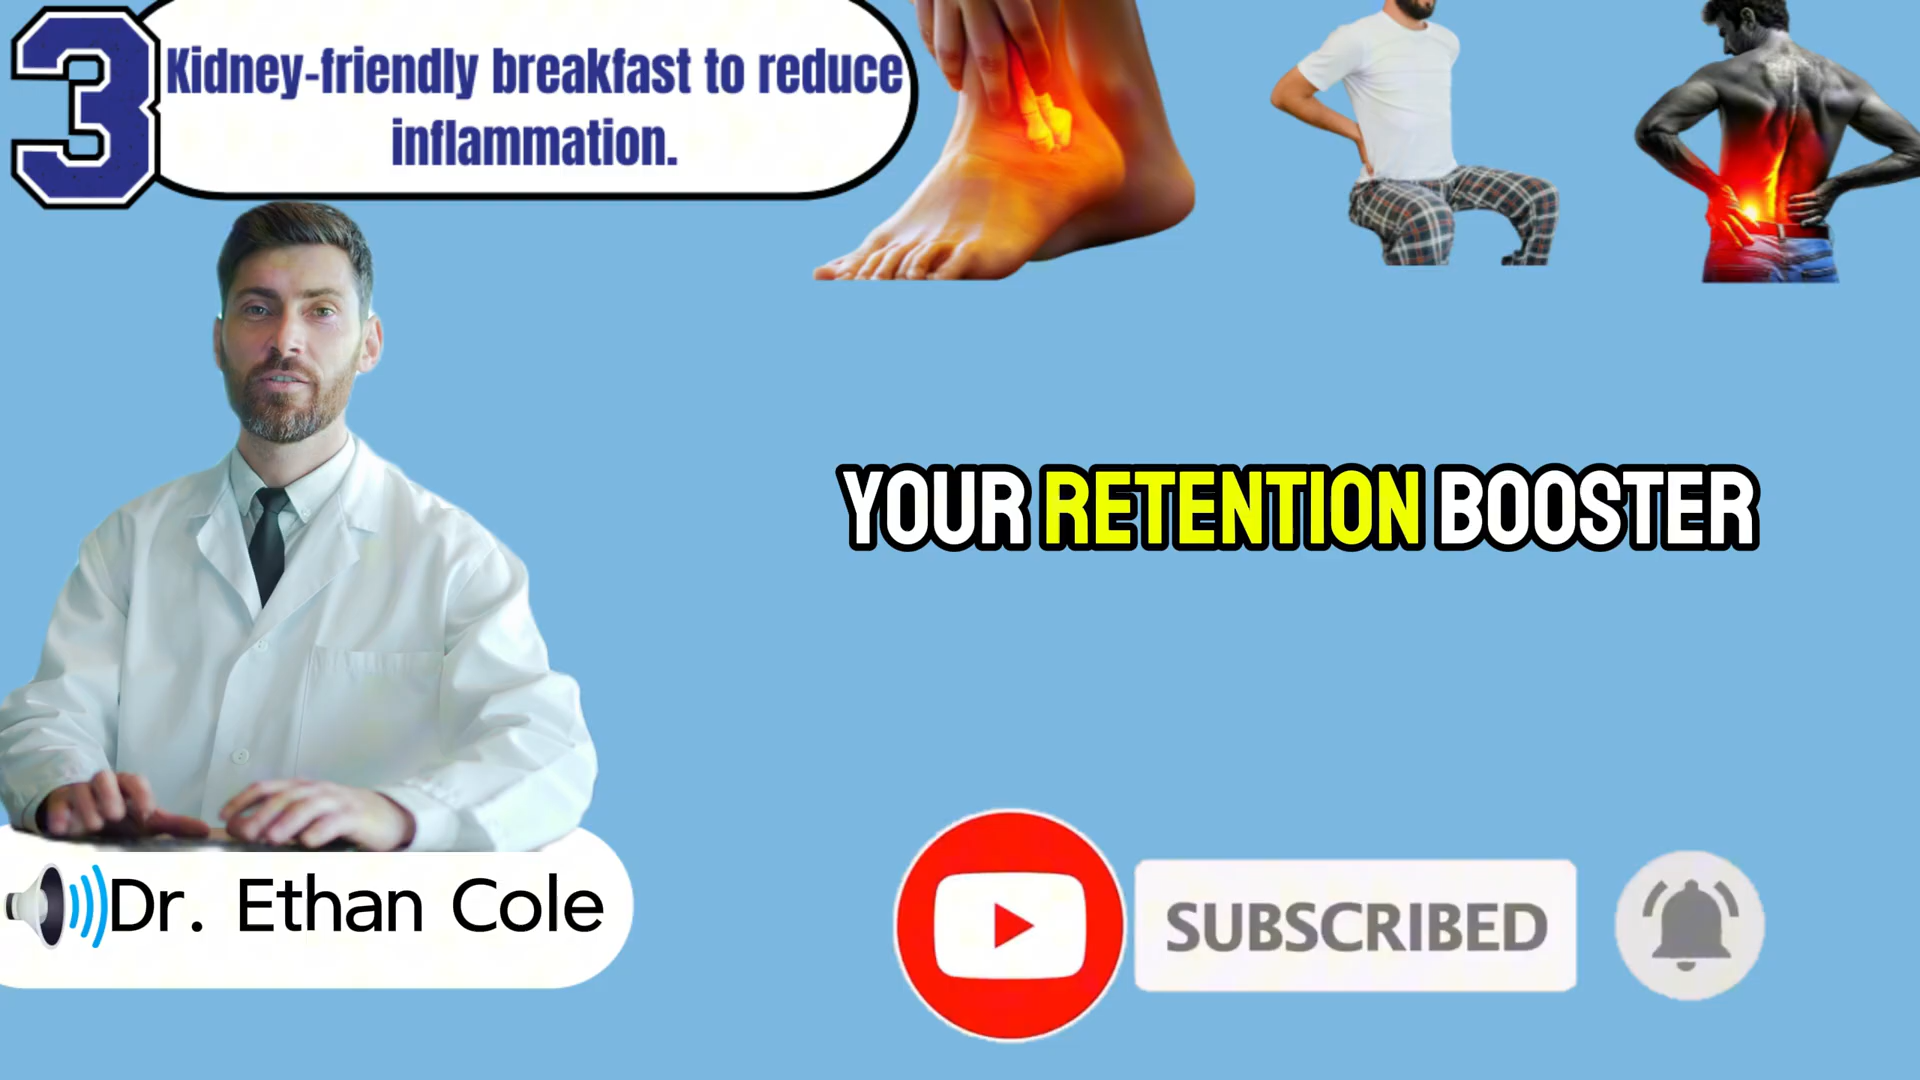 3
Kidney-friendly breakfast to reduce
inflammation.
YOUR RETENTION BOOSTER
Dr. Ethan Cole
SUBSCRIBED